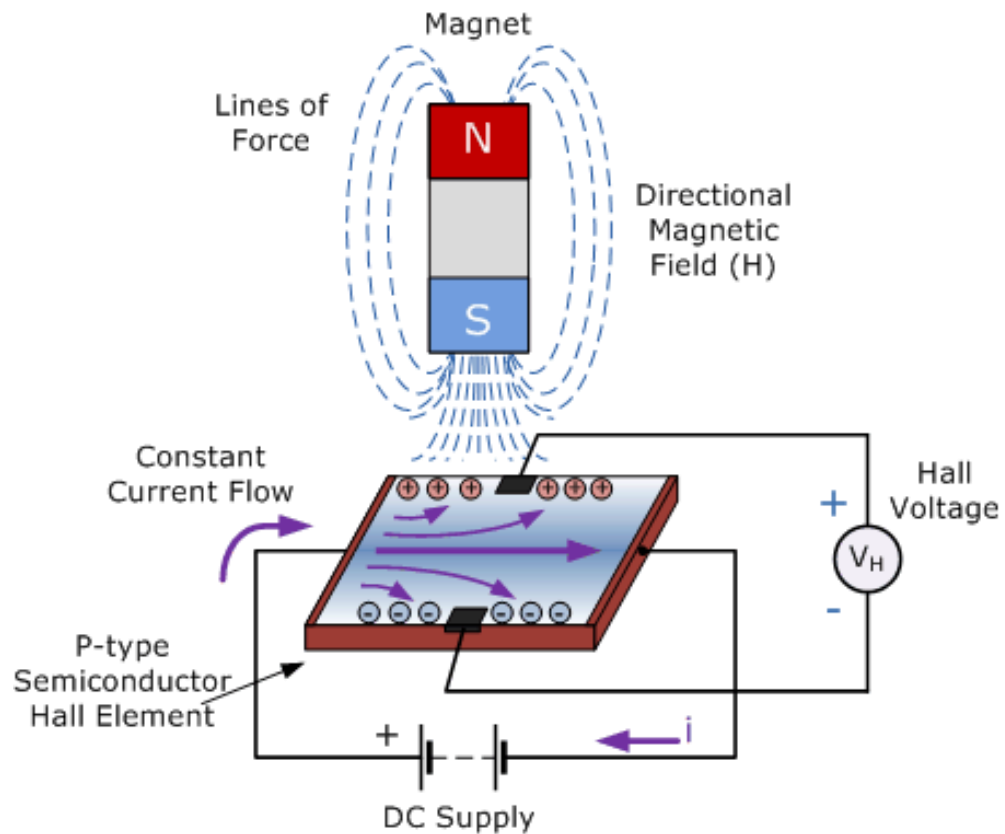 Magnet
Lines of
Force
N
Directional
Magnetic
Field (H)
S
Constant
Current Flow
Hall
Voltage
+
+ + + + + +
VH
- - - - - -
-
P-type
Semiconductor
Hall Element
+
i
DC Supply